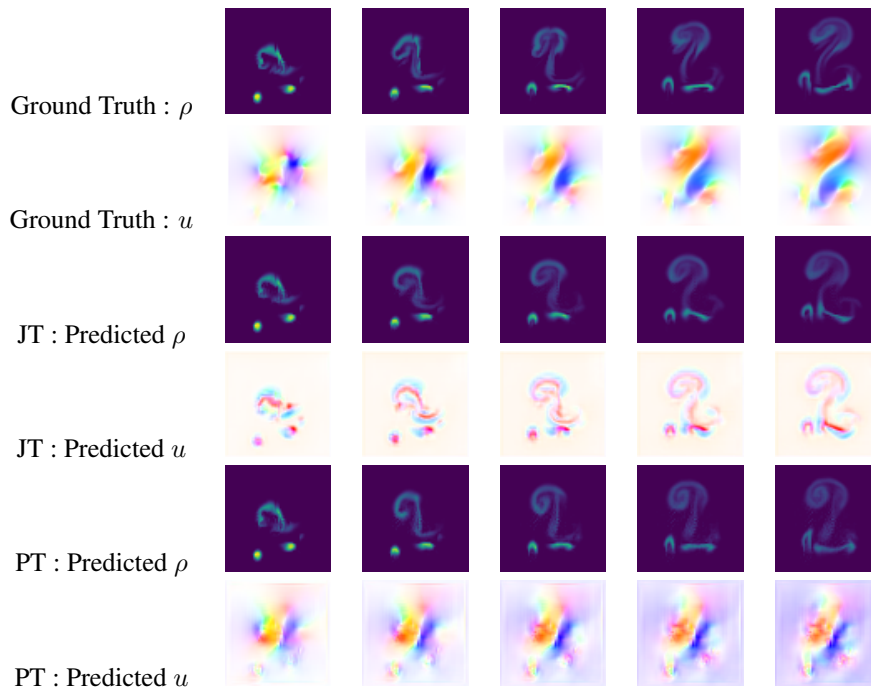 Ground Truth : ρ
Ground Truth : u
JT : Predicted ρ
JT : Predicted u
PT : Predicted ρ
PT : Predicted u